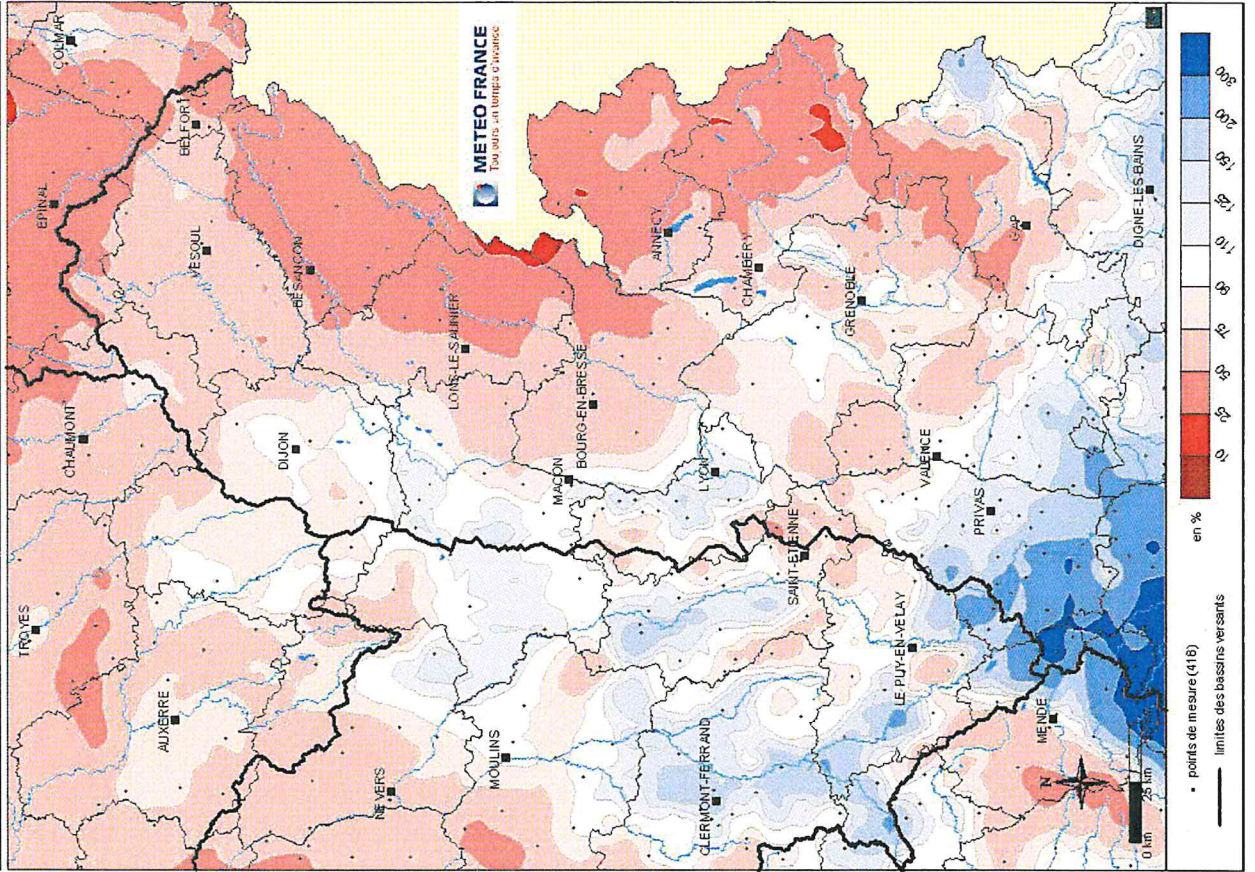 COLMAR
EPINAL
BELFORT
CHAUMONT
TROYES
VESOUL
AUXERRE
DIJON
BESANCON
METEO FRANCE
Toujours un temps d'avance
NEVERS
LONS-LE-SAUNIER
MOULINS
MACON
BOURG-EN-BRESSE
ANNECY
CLERMONT-FERRAND
LYON
CHAMBERY
SAINT-ETIENNE
GRENOBLE
LE-PUY-EN-VELAY
VALENCE
PRIVAS
GAP
MENDE
DIGNE-LES-BAINS
N
0 km
25 km
• points de mesure (418)
limites des bassins versants
en %
10
25
50
75
90
110
125
150
200
300